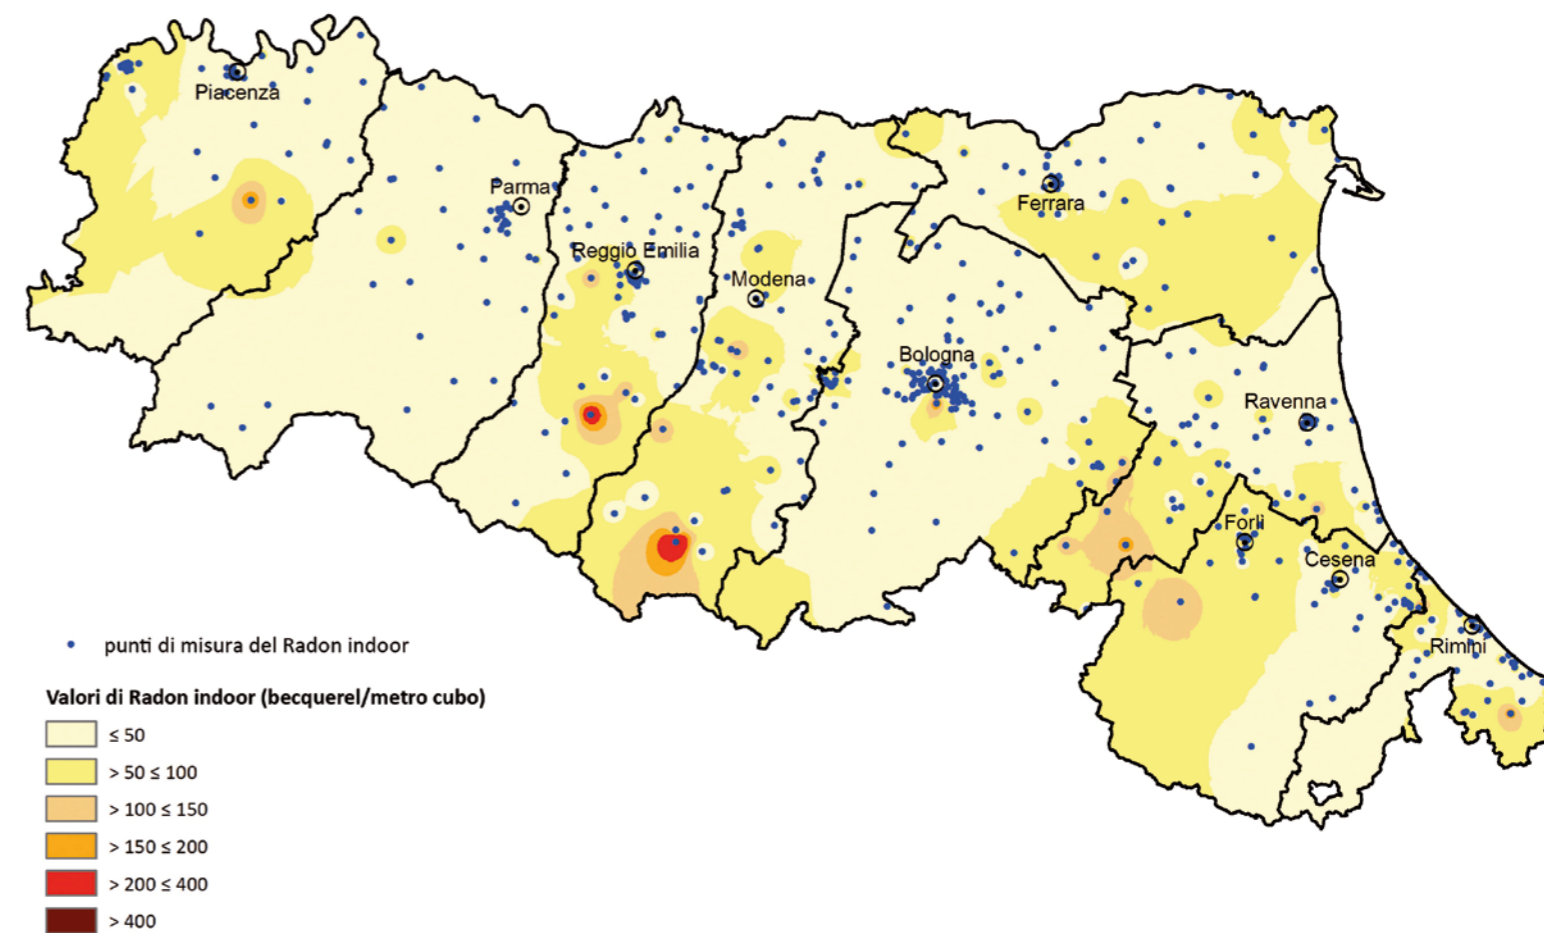 Piacenza
Parma
Ferrara
Reggio Emilia
Modena
Bologna
Ravenna
Forlì
Cesena
Rimini
punti di misura del Radon indoor
Valori di Radon indoor (becquerel/metro cubo)
≤ 50
> 50 ≤ 100
> 100 ≤ 150
> 150 ≤ 200
> 200 ≤ 400
> 400